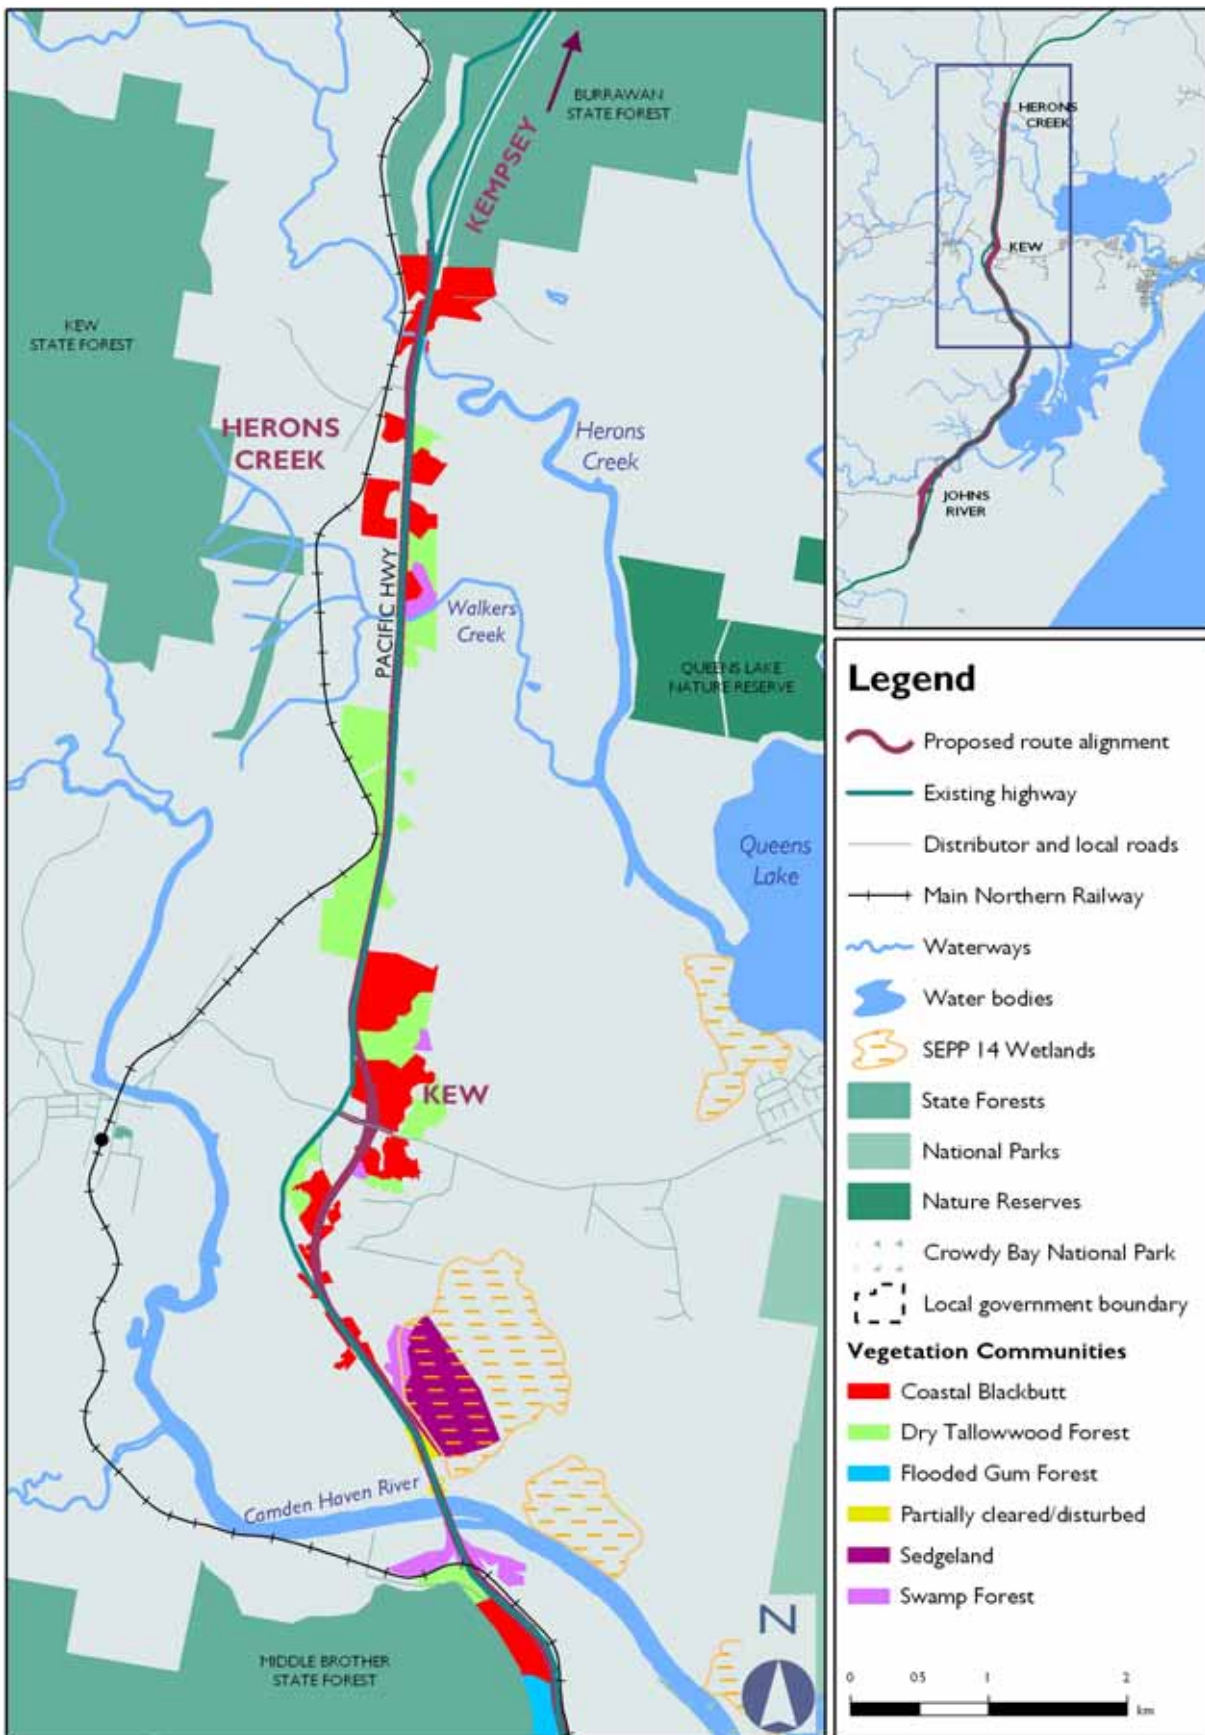 BURRAWAN
STATE FOREST
KEMPSEY
KEW
STATE FOREST
HERONS
CREEK
Herons
Creek
PACIFIC HWY
Walkers
Creek
QUEENS LAKE
NATURE RESERVE
Queens
Lake
KEW
Camden Haven River
MIDDLE BROTHER
STATE FOREST
N
HERONS
CREEK
KEW
JOHNS
RIVER
Legend
Proposed route alignment
Existing highway
Distributor and local roads
Main Northern Railway
Waterways
Water bodies
SEPP 14 Wetlands
State Forests
National Parks
Nature Reserves
Crowdy Bay National Park
Local government boundary
Vegetation Communities
Coastal Blackbutt
Dry Tallowwood Forest
Flooded Gum Forest
Partially cleared/disturbed
Sedgeland
Swamp Forest
0 05 1 2
km